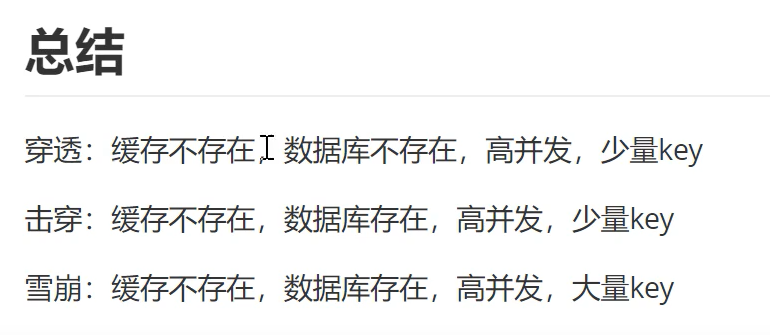 总结
穿透：缓存不存在，数据库不存在，高并发，少量key
击穿：缓存不存在，数据库存在，高并发，少量key
雪崩：缓存不存在，数据库存在，高并发，大量key